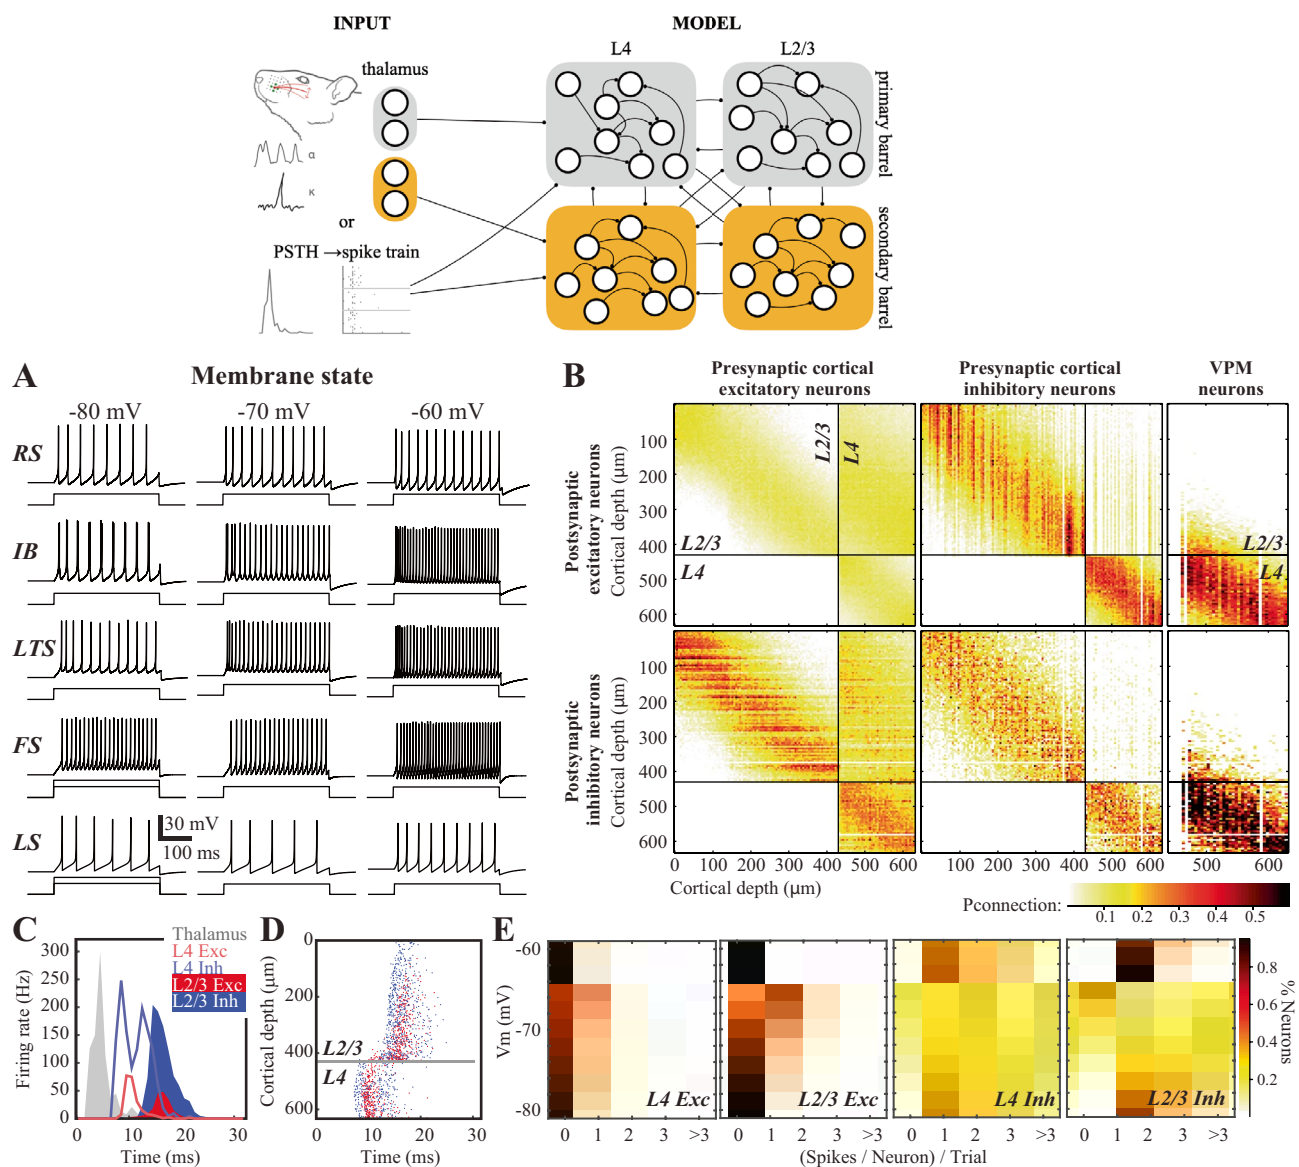 INPUT
MODEL
L4
L2/3
thalamus
primary barrel
secondary barrel
α
κ
or
PSTH →spike train
A
Membrane state
-80 mV
-70 mV
-60 mV
RS
IB
LTS
FS
LS
30 mV
100 ms
B
Presynaptic cortical
excitatory neurons
Presynaptic cortical
inhibitory neurons
VPM
neurons
Postsynaptic
excitatory neurons
Cortical depth (μm)
100
200
300
400
500
600
L2/3
L4
L2/3
L4
L2/3
L4
Postsynaptic
inhibitory neurons
Cortical depth (μm)
100
200
300
400
500
600
0 100 200 300 400 500 600
100 200 300 400 500 600
500 600
Cortical depth (μm)
Pconnection:
0.1 0.2 0.3 0.4 0.5
C
Thalamus
L4 Exc
L4 Inh
L2/3 Exc
L2/3 Inh
Firing rate (Hz)
300
250
200
150
100
50
0
0 10 20 30
Time (ms)
D
Cortical depth (μm)
0
200
400
600
L2/3
L4
0 10 20 30
Time (ms)
E
Vm (mV)
-60
-70
-80
L4 Exc
L2/3 Exc
L4 Inh
L2/3 Inh
0 1 2 3 >3
0 1 2 3 >3
0 1 2 3 >3
0 1 2 3 >3
(Spikes / Neuron) / Trial
0.8
0.6
0.4
0.2
% Neurons